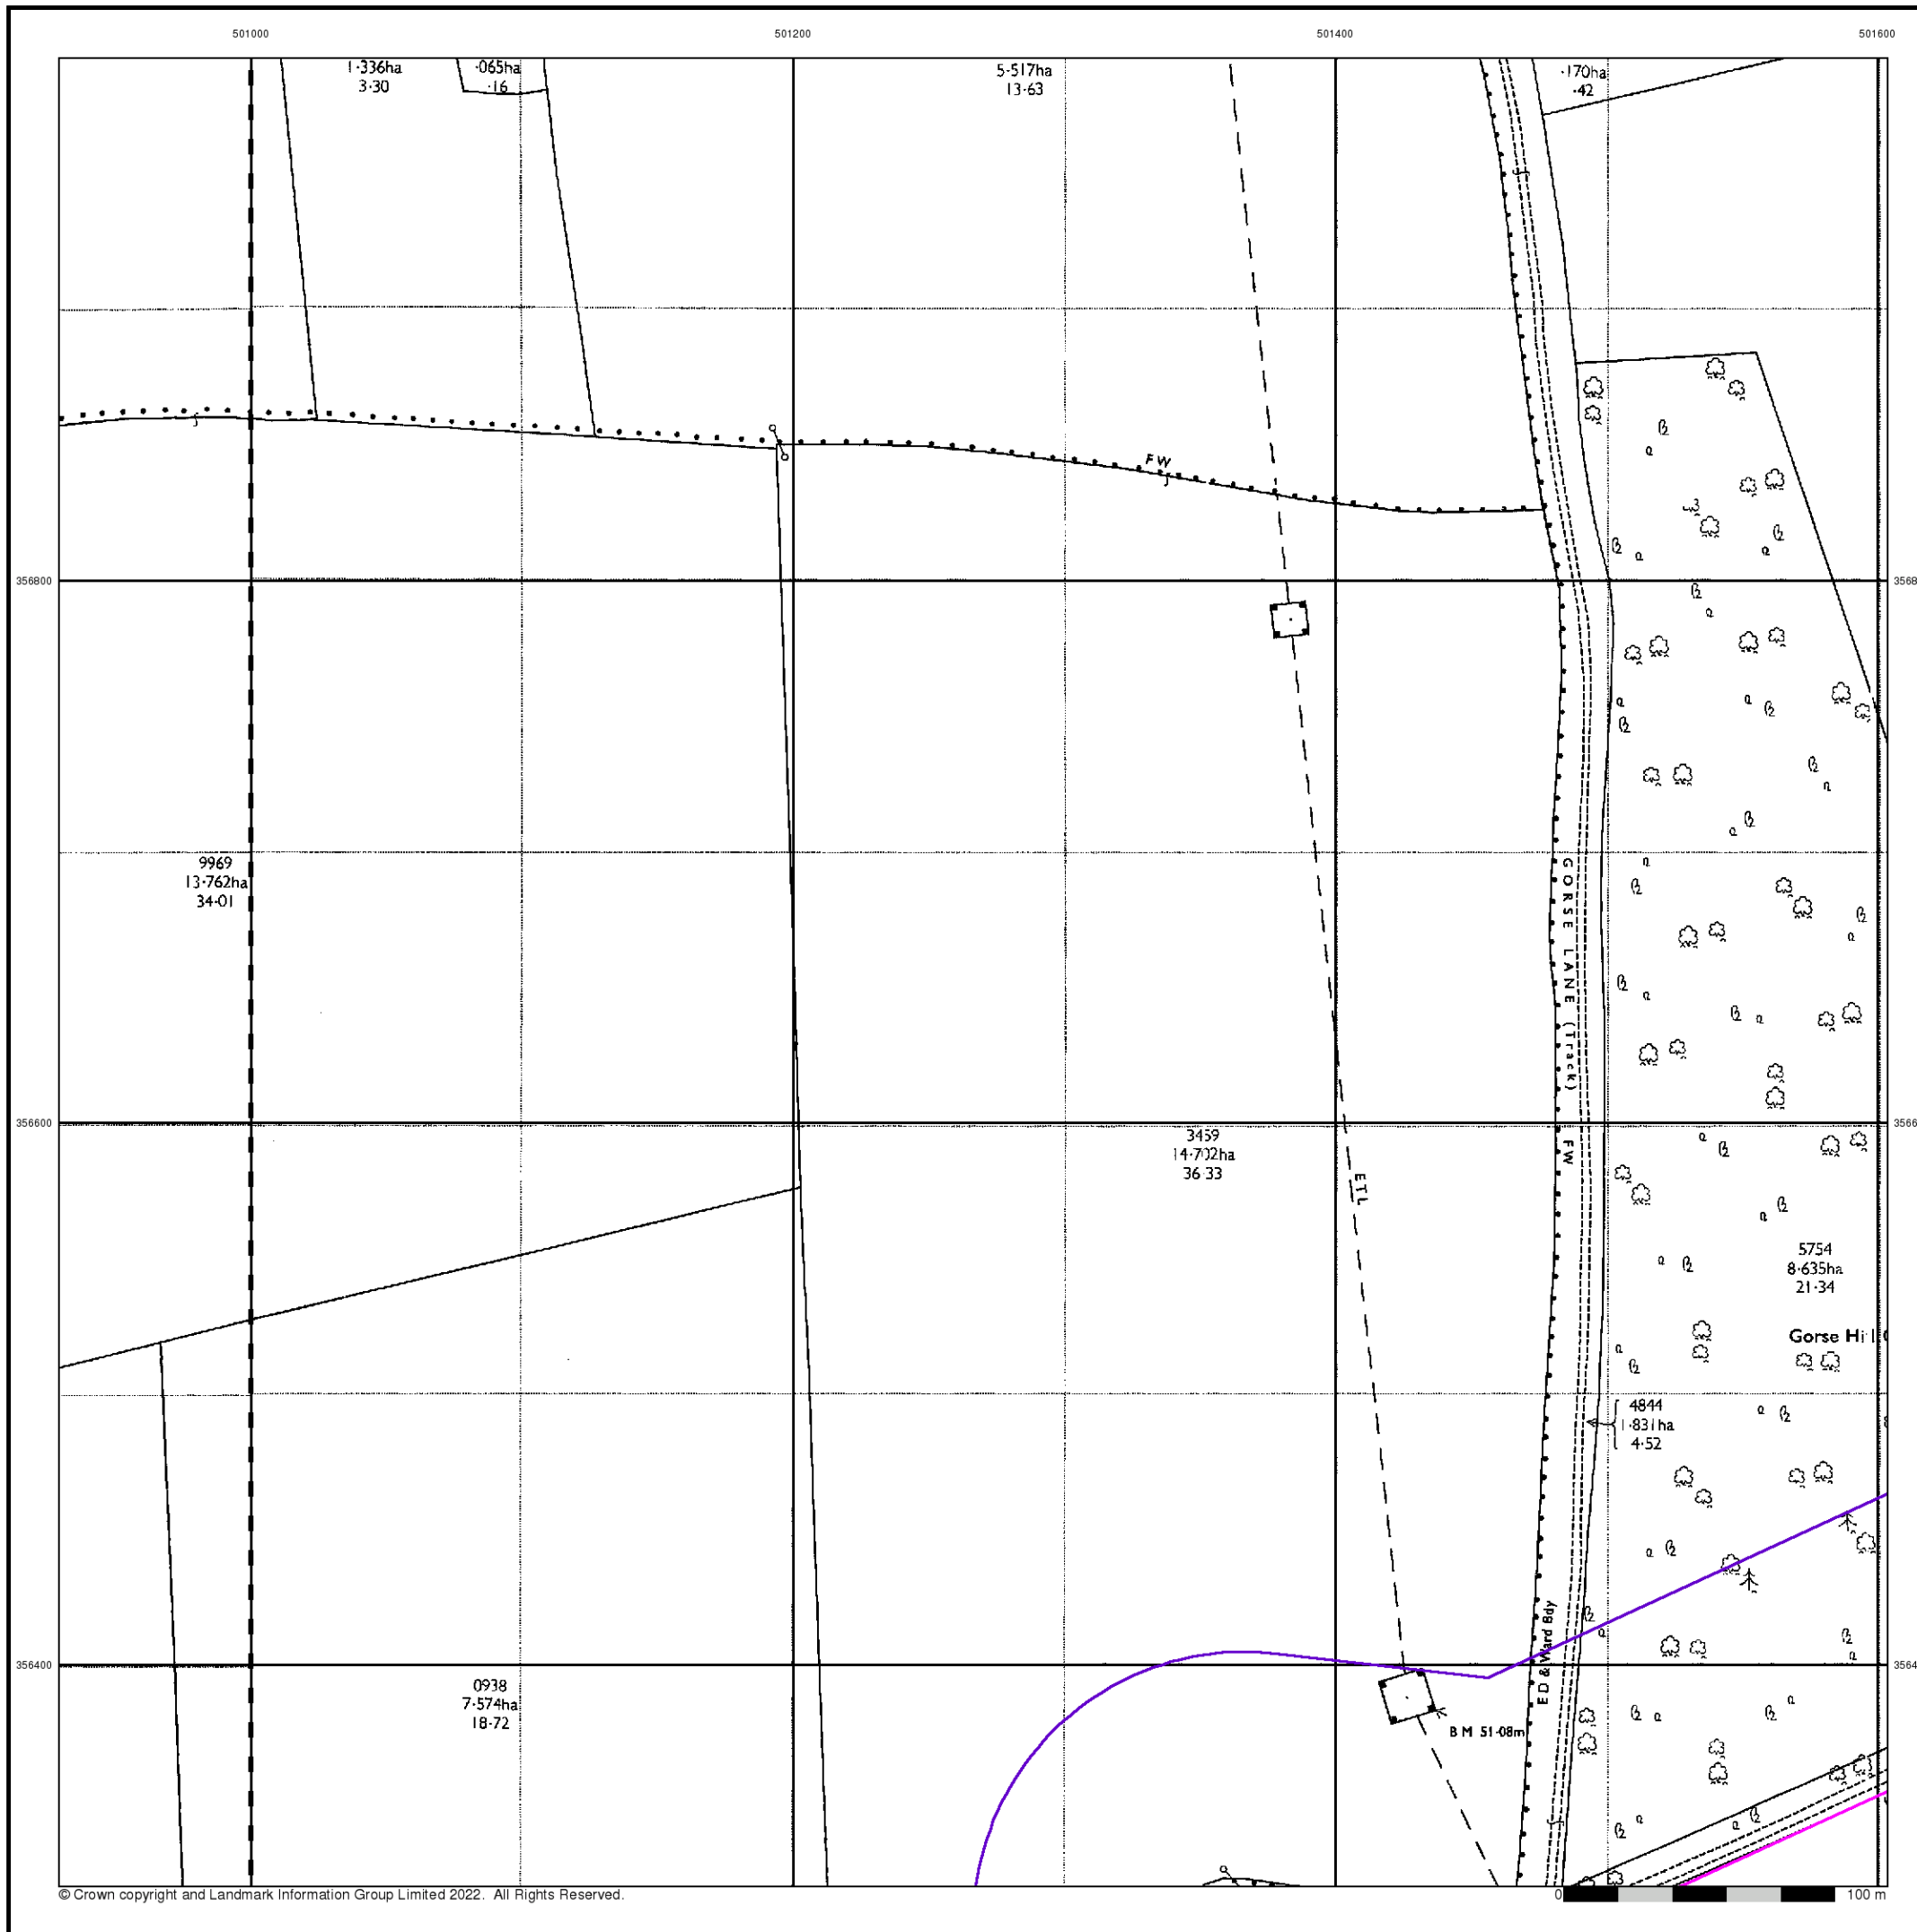 501000
501200
501400
501600
1·336ha
3·30
·065ha
·16
5·517ha
13·63
·170ha
·42
FW
356800
9969
13·762ha
34·01
GORSE LANE (Track)
FW
356600
3459
14·702ha
36·33
ETL
5754
8·635ha
21·34
Gorse Hill
4844
1·831ha
4·52
ED & Ward Bdy
356400
0938
7·574ha
18·72
B M 51·08m
© Crown copyright and Landmark Information Group Limited 2022. All Rights Reserved.
0
100 m